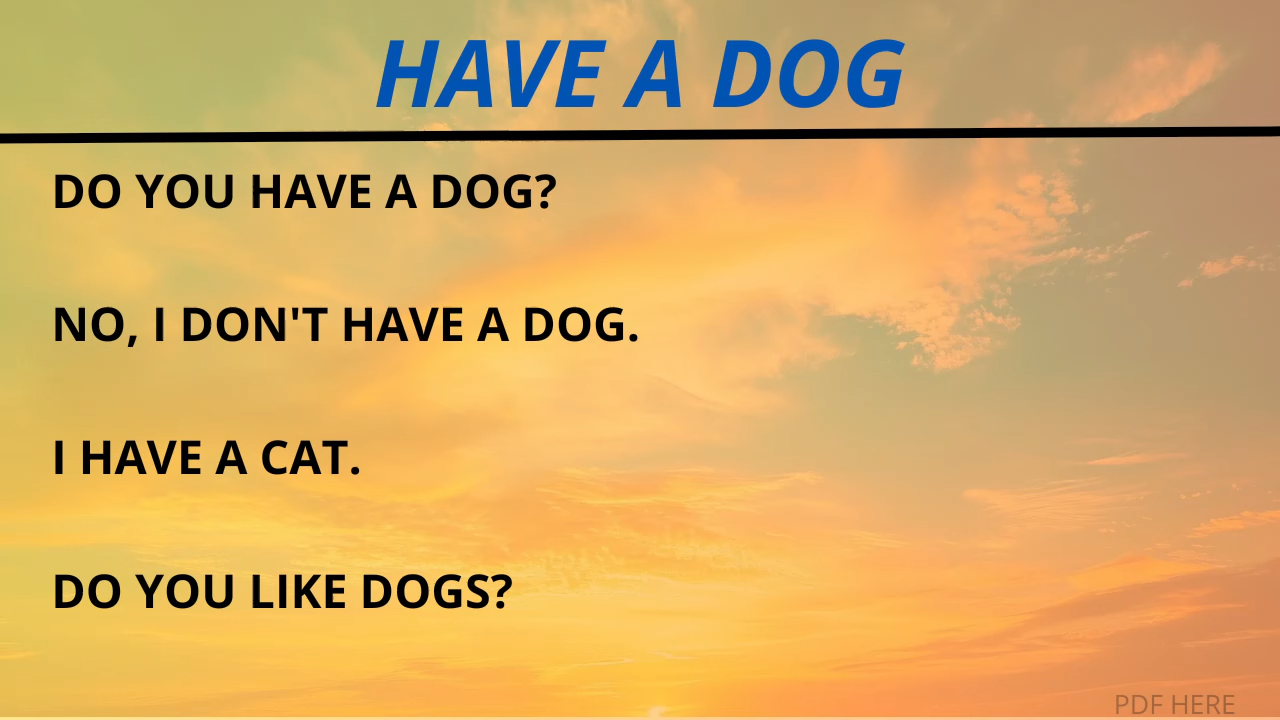 HAVE A DOG
DO YOU HAVE A DOG?
NO, I DON'T HAVE A DOG.
I HAVE A CAT.
DO YOU LIKE DOGS?
PDF HERE